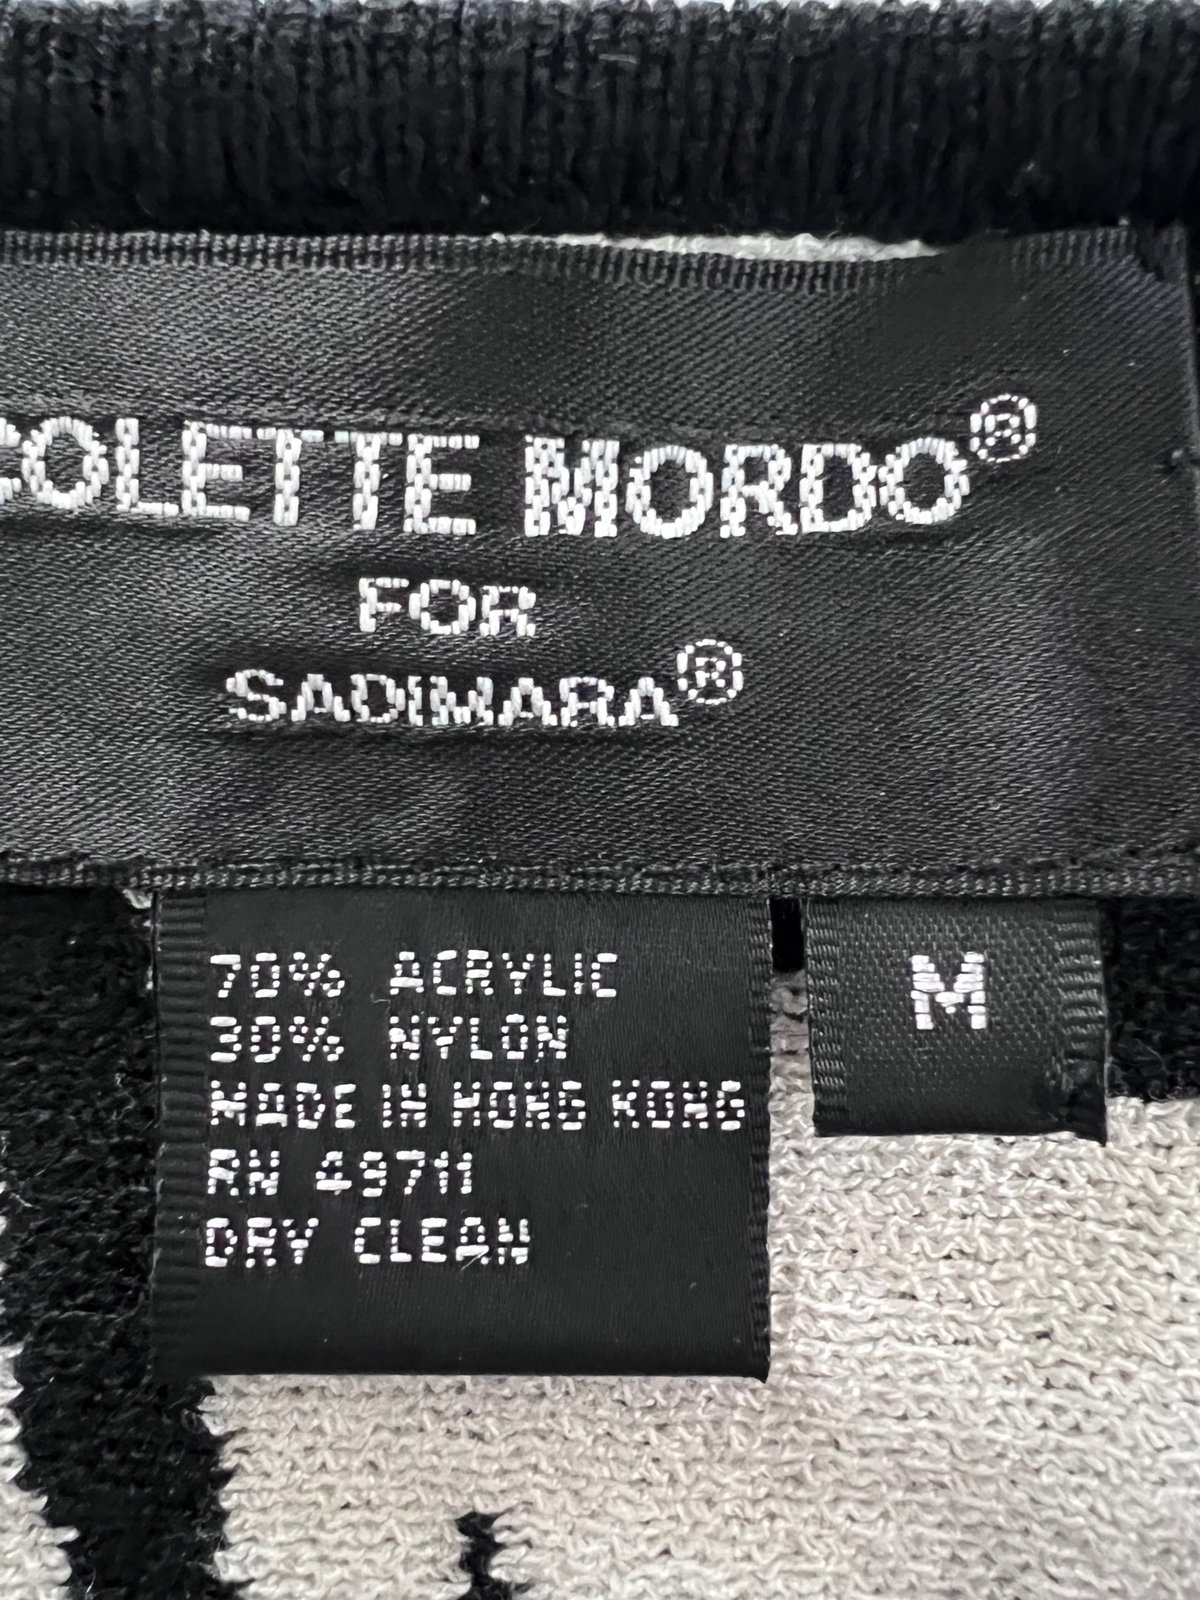 COLETTE MORDO®
FOR
SADIMARA®
70% ACRYLIC
30% NYLON
MADE IN HONG KONG
RN 49711
DRY CLEAN
M